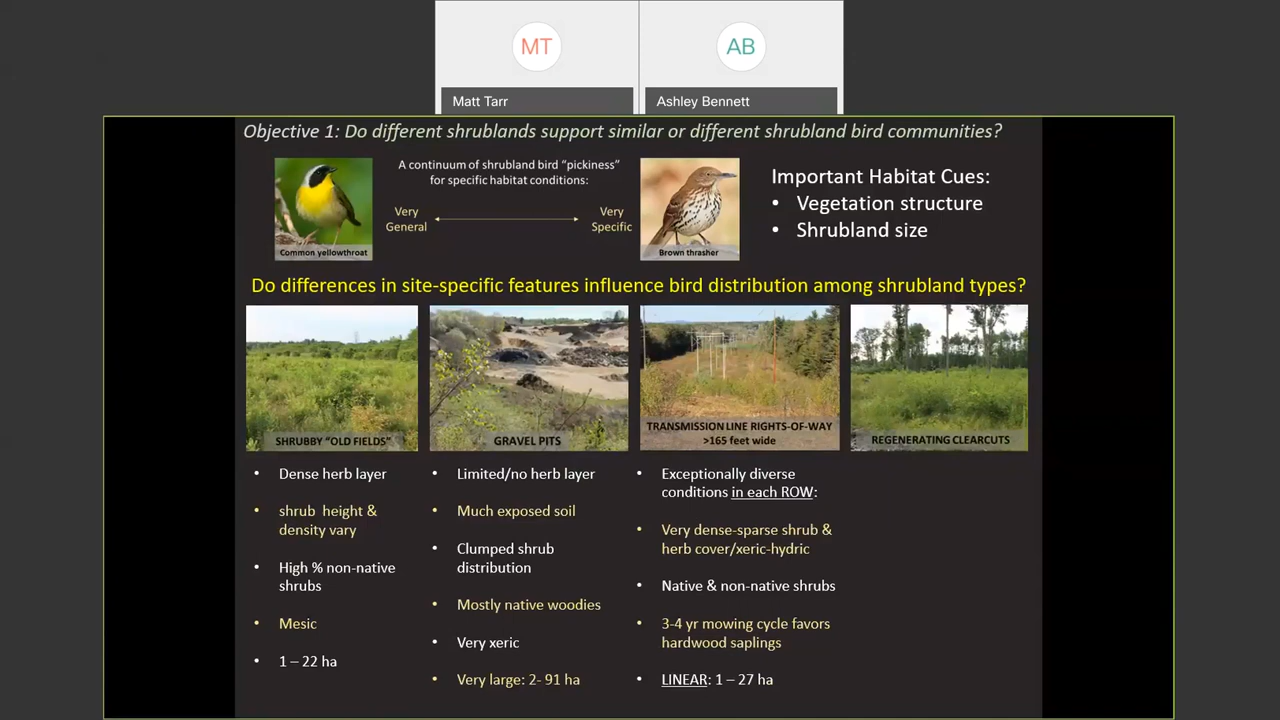 MT
AB
Matt Tarr
Ashley Bennett
Objective 1: Do different shrublands support similar or different shrubland bird communities?
A continuum of shrubland bird “pickiness”
for specific habitat conditions:
Very
General
Very
Specific
Common yellowthroat
Brown thrasher
Important Habitat Cues:
• Vegetation structure
• Shrubland size
Do differences in site-specific features influence bird distribution among shrubland types?
SHRUBBY “OLD FIELDS”
GRAVEL PITS
TRANSMISSION LINE RIGHTS-OF-WAY
>165 feet wide
REGENERATING CLEARCUTS
• Dense herb layer
• shrub height &
density vary
• High % non-native
shrubs
• Mesic
• 1 – 22 ha
• Limited/no herb layer
• Much exposed soil
• Clumped shrub
distribution
• Mostly native woodies
• Very xeric
• Very large: 2- 91 ha
• Exceptionally diverse
conditions in each ROW:
• Very dense-sparse shrub &
herb cover/xeric-hydric
• Native & non-native shrubs
• 3-4 yr mowing cycle favors
hardwood saplings
• LINEAR: 1 – 27 ha